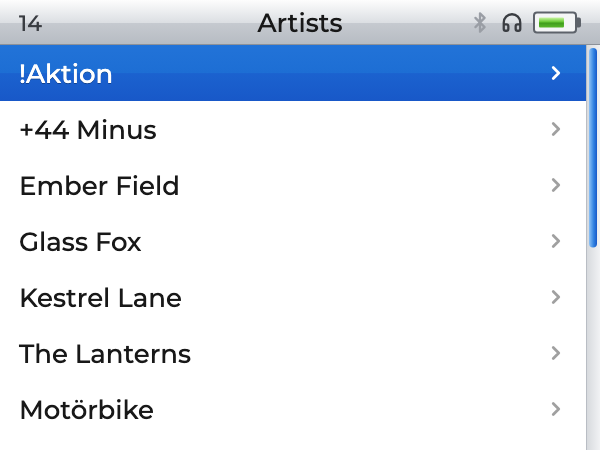 14 Artists
!Aktion
+44 Minus
Ember Field
Glass Fox
Kestrel Lane
The Lanterns
Motörbike